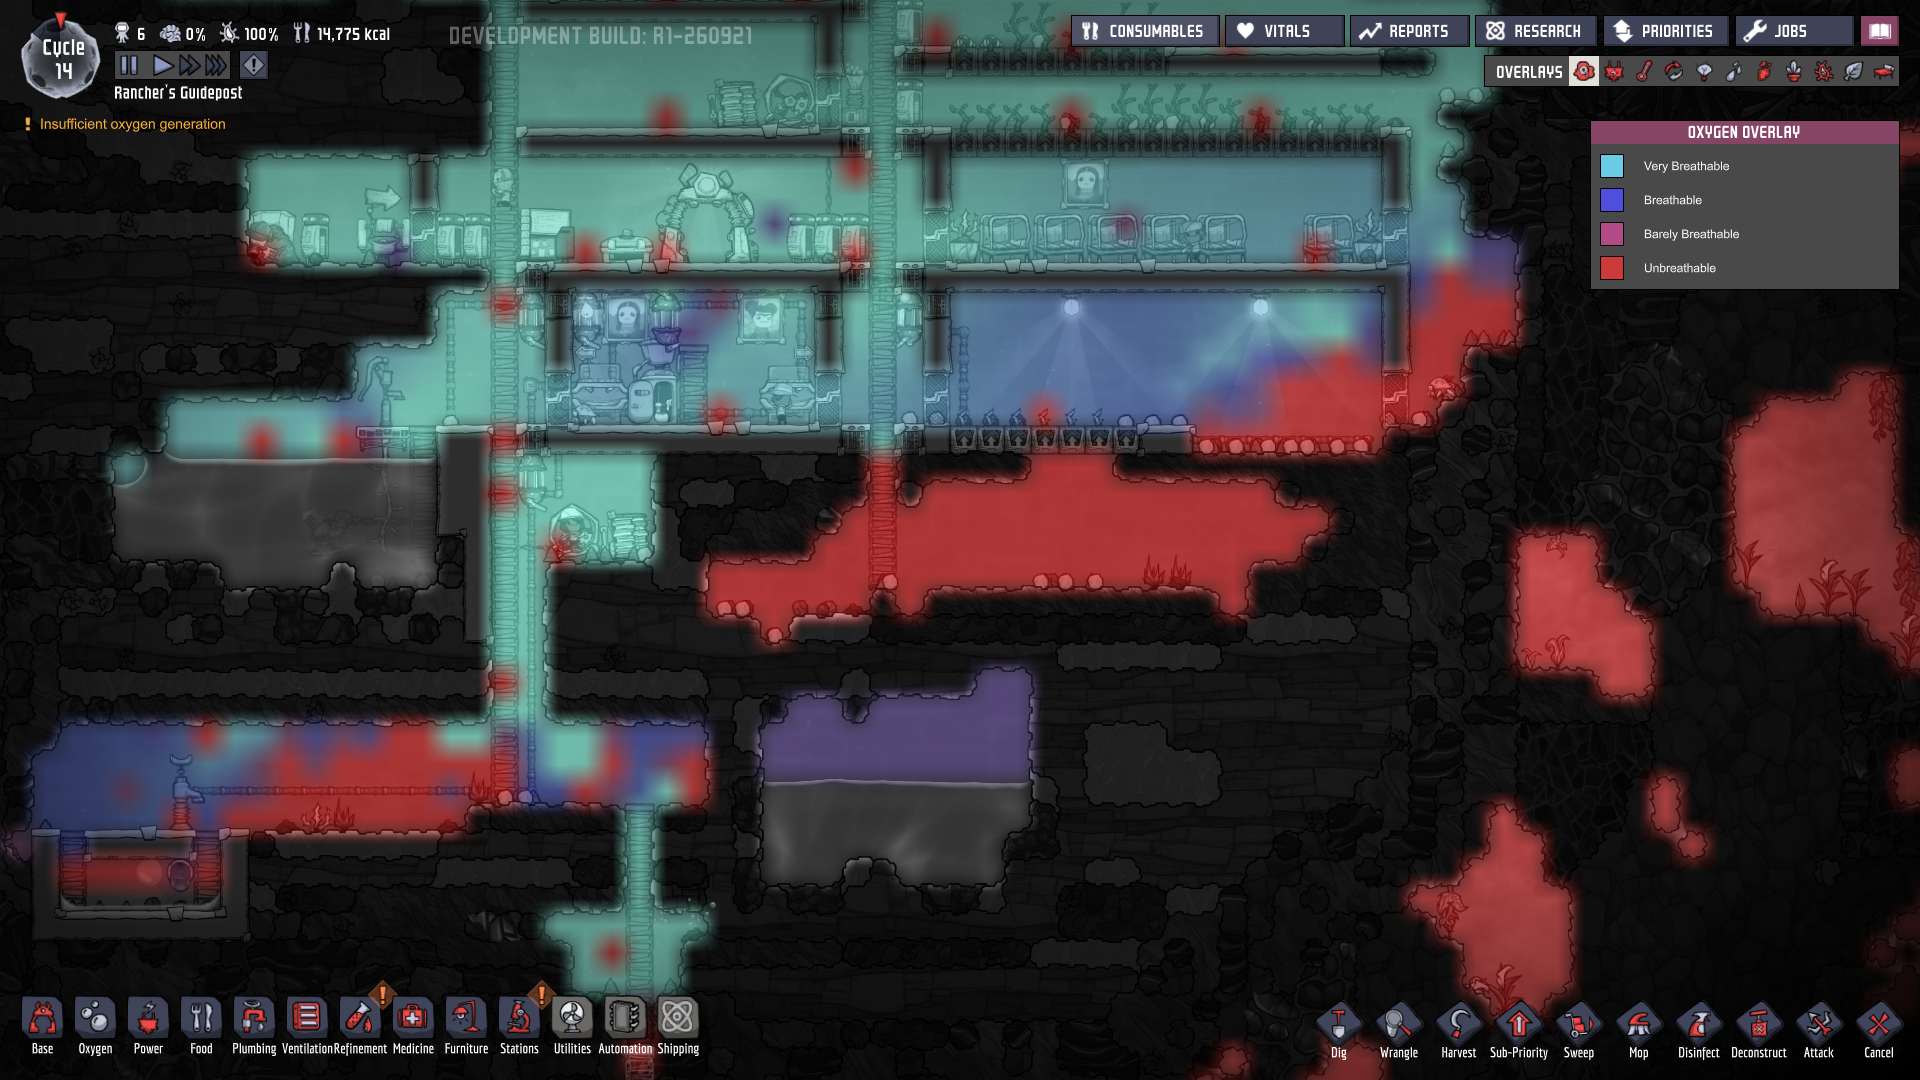 Cycle
14
6
0%
100%
14,775 kcal
Rancher's Guidepost
Insufficient oxygen generation
DEVELOPMENT BUILD: R1-260921
CONSUMABLES
VITALS
REPORTS
RESEARCH
PRIORITIES
JOBS
OVERLAYS
OXYGEN OVERLAY
Very Breathable
Breathable
Barely Breathable
Unbreathable
Base
Oxygen
Power
Food
Plumbing
Ventilation
Refinement
Medicine
Furniture
Stations
Utilities
Automation
Shipping
Dig
Wrangle
Harvest
Sub-Priority
Sweep
Mop
Disinfect
Deconstruct
Attack
Cancel